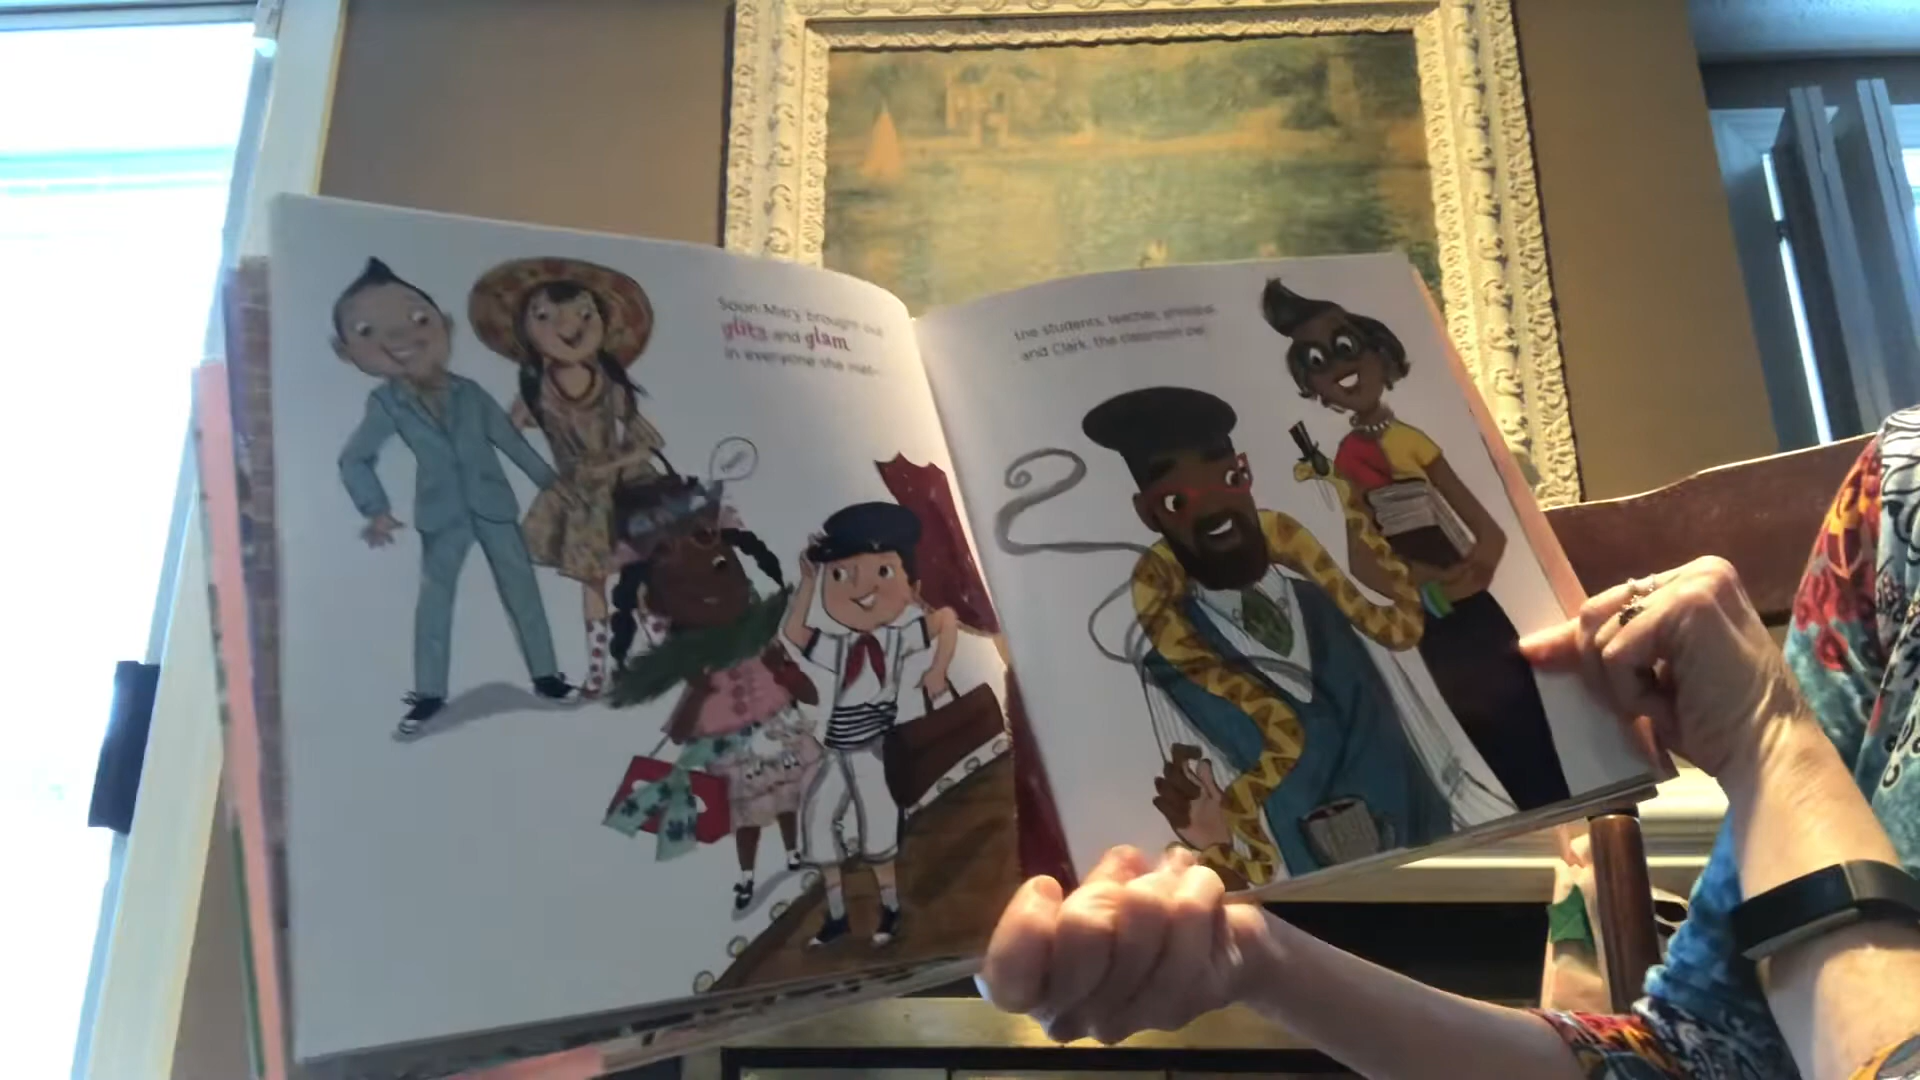 Soon Mary brought out
glitz and glam
in everyone she met—
the students, teacher, principal
and Clark, the classroom pet